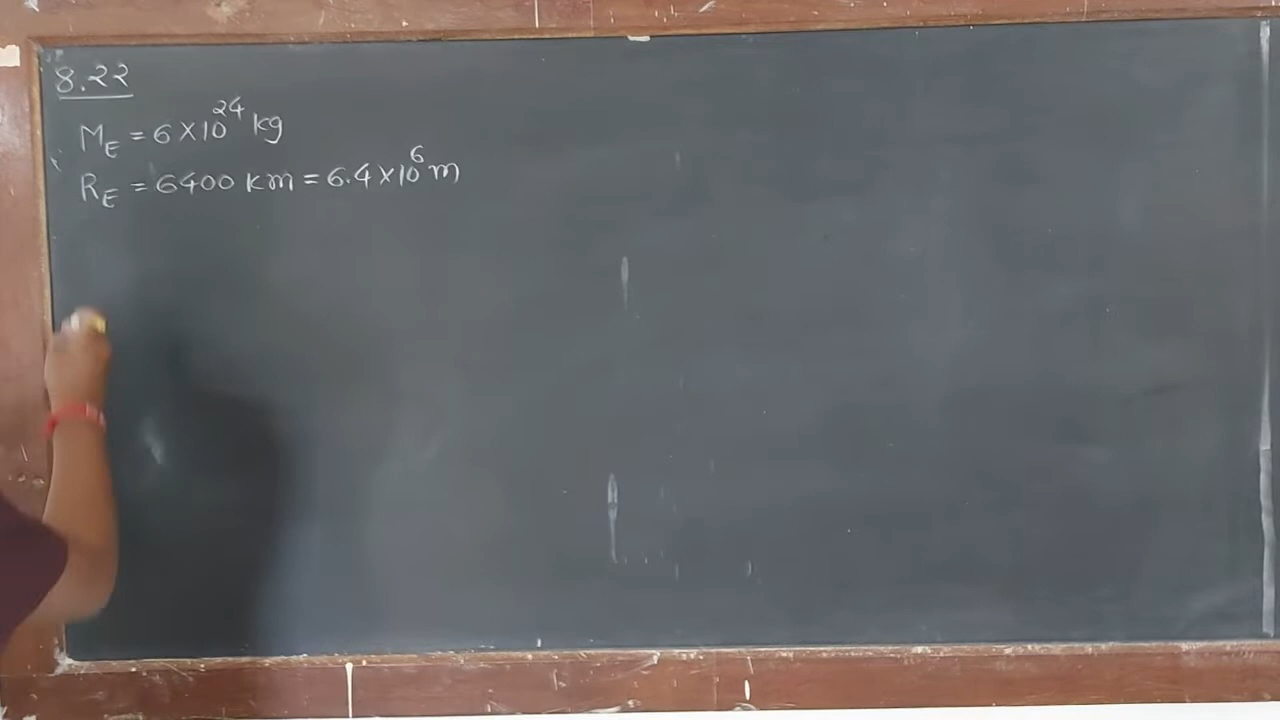 8.22
M_E = 6 × 10^24 kg
R_E = 6400 km = 6.4 × 10^6 m